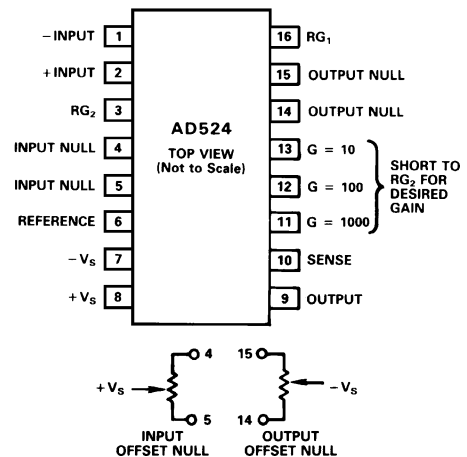 − INPUT 1
+ INPUT 2
RG₂ 3
INPUT NULL 4
INPUT NULL 5
REFERENCE 6
− Vₛ 7
+ Vₛ 8
AD524
TOP VIEW
(Not to Scale)
16 RG₁
15 OUTPUT NULL
14 OUTPUT NULL
13 G = 10
12 G = 100
11 G = 1000
10 SENSE
9 OUTPUT
SHORT TO
RG₂ FOR
DESIRED
GAIN
4
+ Vₛ
5
INPUT
OFFSET NULL
15
− Vₛ
14
OUTPUT
OFFSET NULL